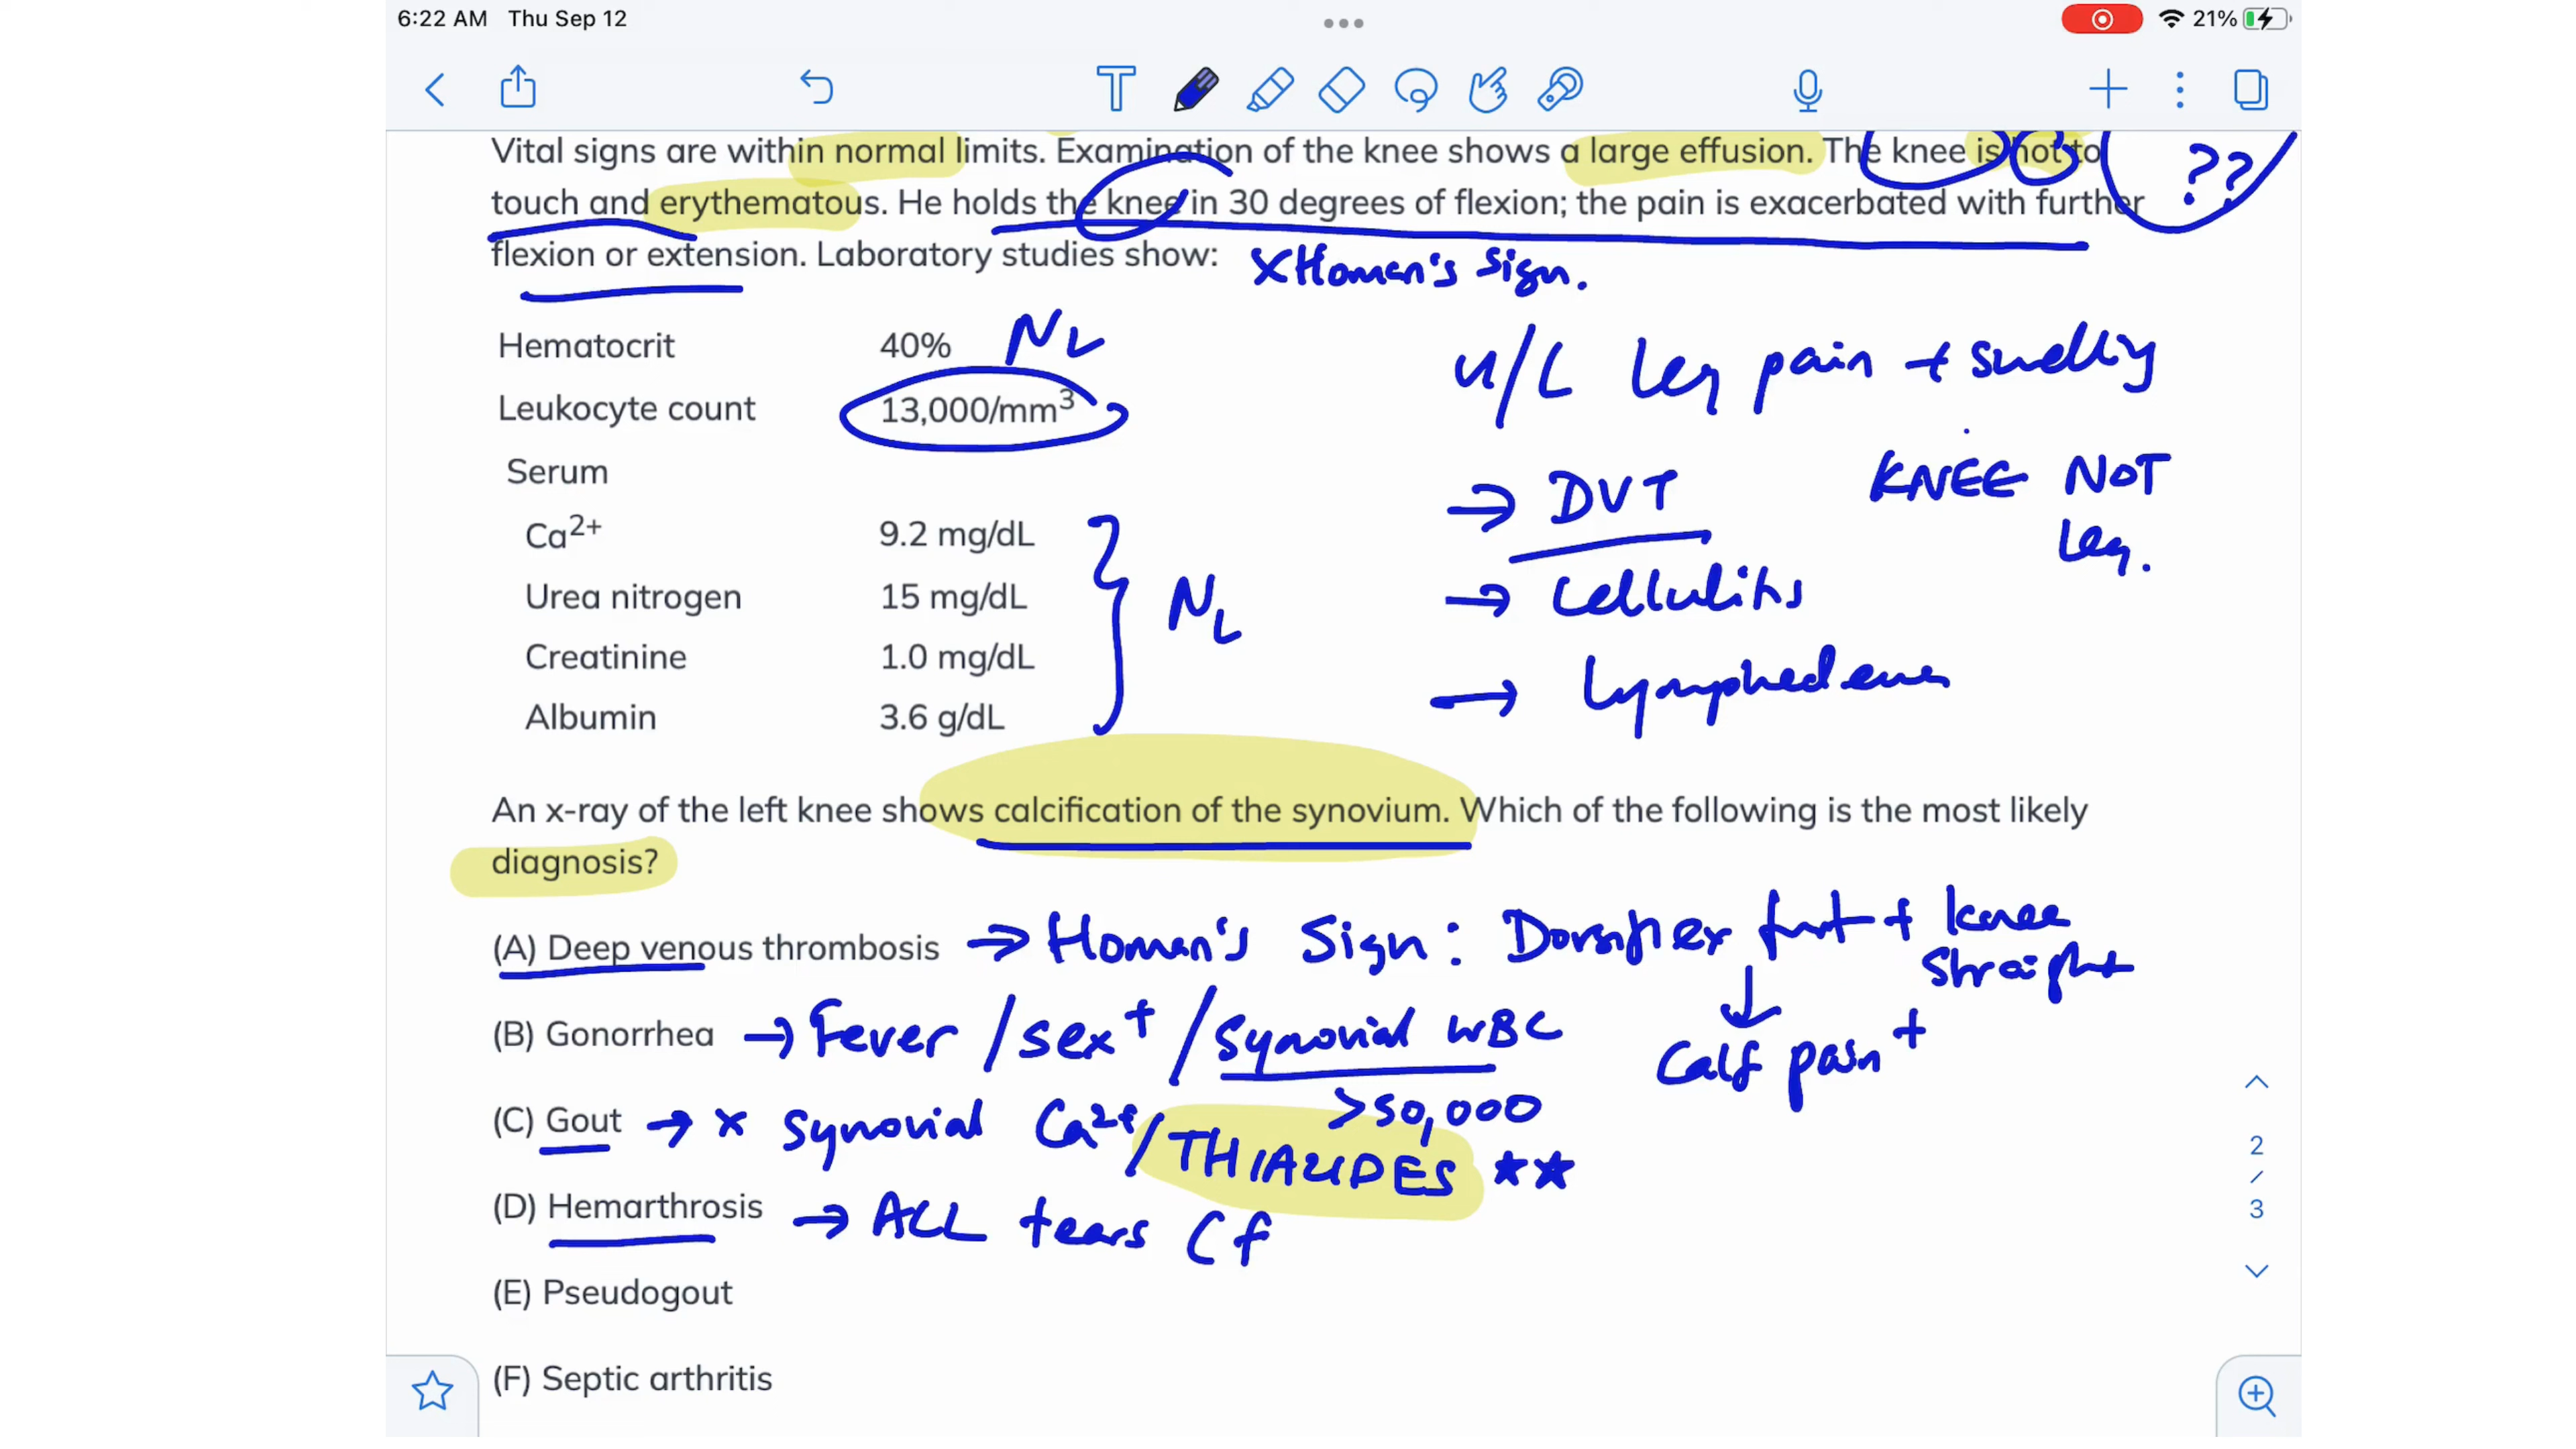 6:22 AM Thu Sep 12
21%
Vital signs are within normal limits. Examination of the knee shows a large effusion. The knee is hot to
??
touch and erythematous. He holds the knee in 30 degrees of flexion; the pain is exacerbated with further
flexion or extension. Laboratory studies show:
x Homen's sign.
Hematocrit 40% NL
u/L leg pain + swelling
Leukocyte count 13,000/mm³
Serum
→ DVT
KNEE NOT
leg.
Ca2+ 9.2 mg/dL
Urea nitrogen 15 mg/dL
NL
→ Cellulitis
Creatinine 1.0 mg/dL
→ Lymphedema
Albumin 3.6 g/dL
An x-ray of the left knee shows calcification of the synovium. Which of the following is the most likely
diagnosis?
(A) Deep venous thrombosis → Homen's Sign: Dorsiflex foot + knee
straight
↓
Calf pain +
(B) Gonorrhea → Fever / sex+ / synovial WBC
>50,000
(C) Gout → x synovial Ca2+ / THIAZIDES ★★
(D) Hemarthrosis → ACL tears (f
(E) Pseudogout
(F) Septic arthritis
2
/
3